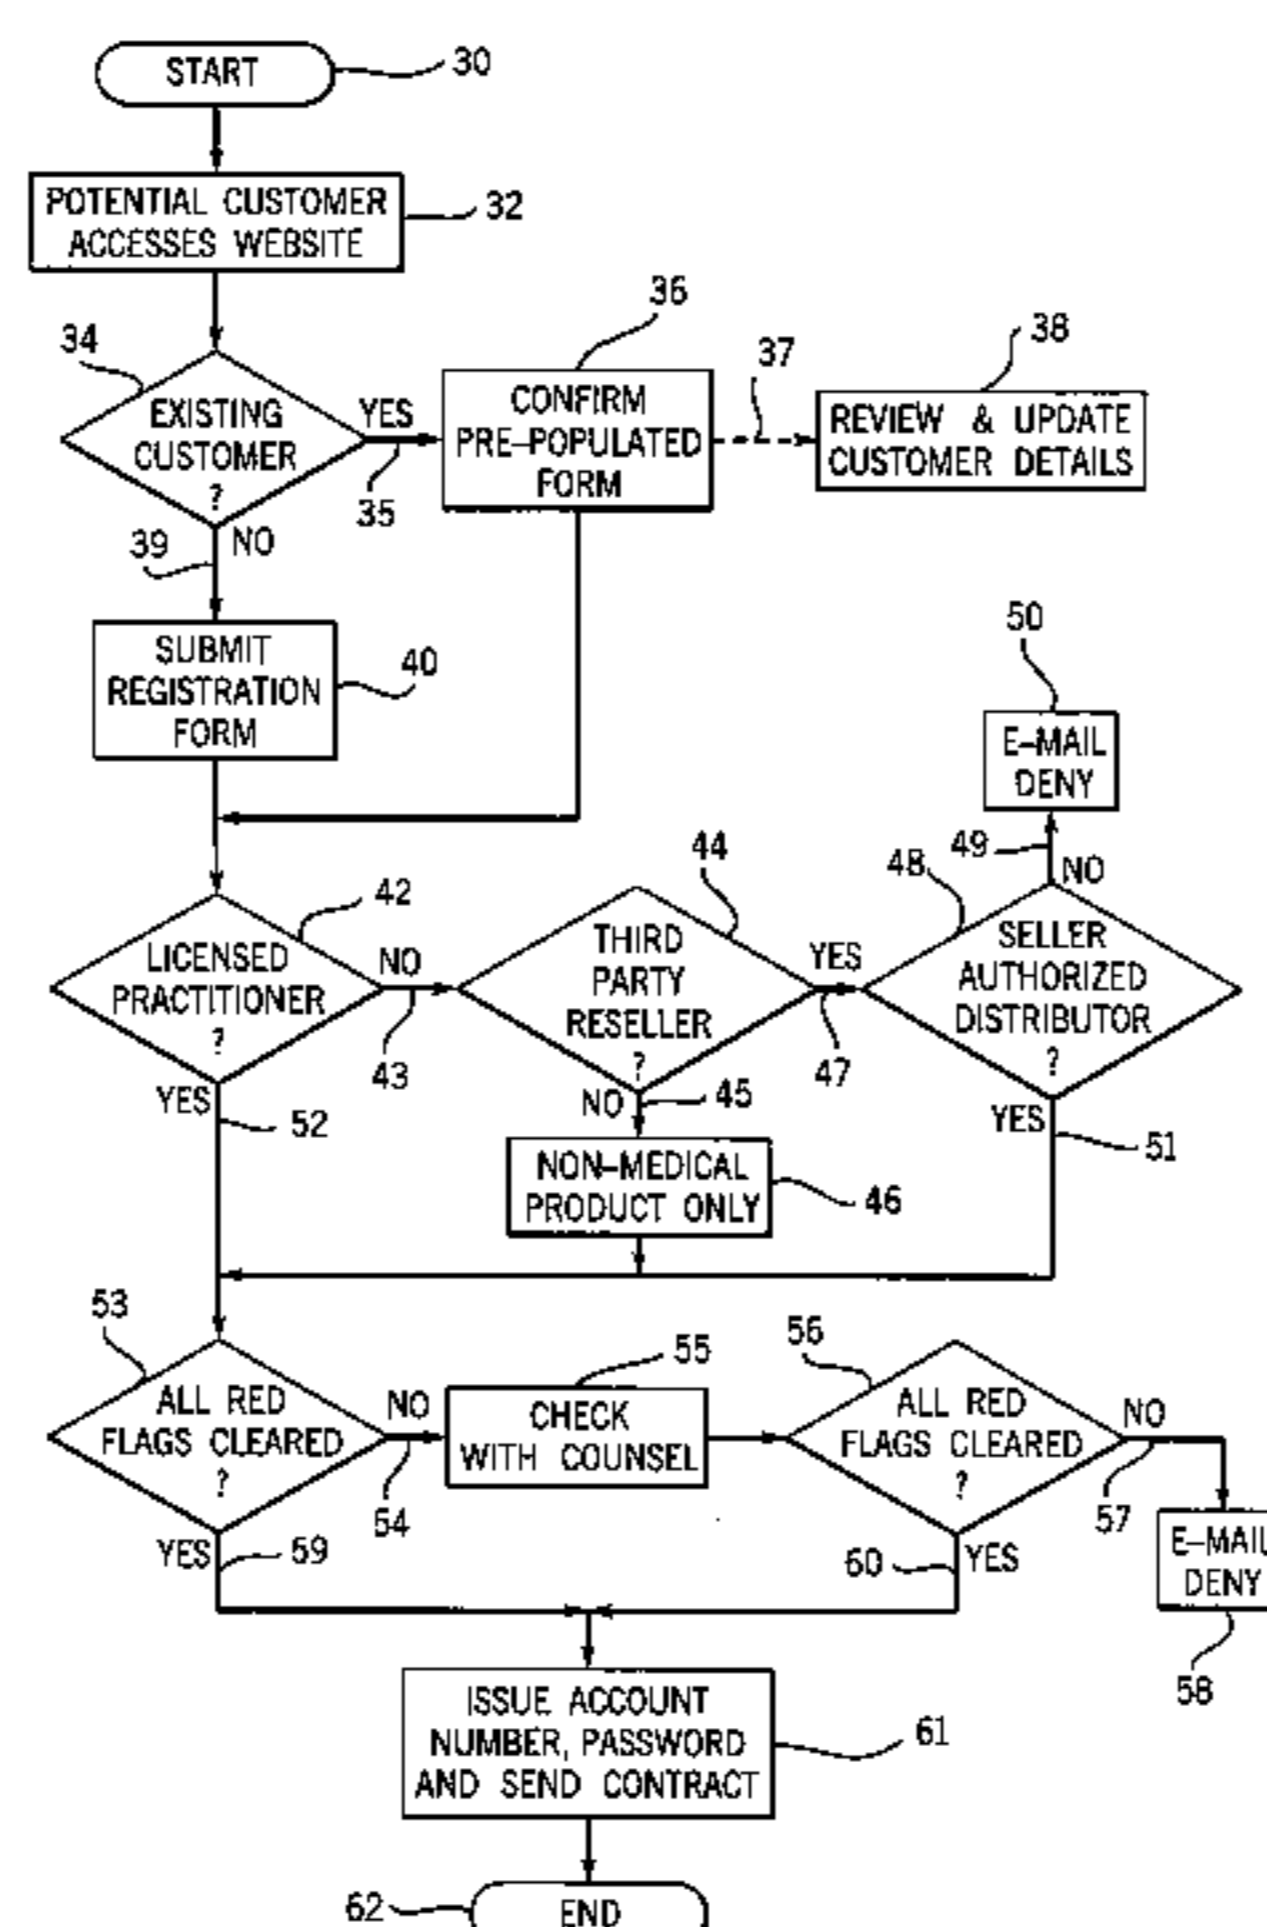 START
30
POTENTIAL CUSTOMER
ACCESSES WEBSITE
32
34
EXISTING
CUSTOMER
?
YES
35
36
CONFIRM
PRE-POPULATED
FORM
37
38
REVIEW & UPDATE
CUSTOMER DETAILS
39
NO
SUBMIT
REGISTRATION
FORM
40
42
LICENSED
PRACTITIONER
?
NO
43
44
THIRD
PARTY
RESELLER
?
YES
47
48
SELLER
AUTHORIZED
DISTRIBUTOR
?
49
NO
50
E-MAIL
DENY
YES
52
NO
45
NON-MEDICAL
PRODUCT ONLY
46
YES
51
53
ALL RED
FLAGS CLEARED
?
NO
54
55
CHECK
WITH COUNSEL
56
ALL RED
FLAGS CLEARED
?
NO
57
E-MAIL
DENY
58
YES
59
60
YES
ISSUE ACCOUNT
NUMBER, PASSWORD
AND SEND CONTRACT
61
62
END